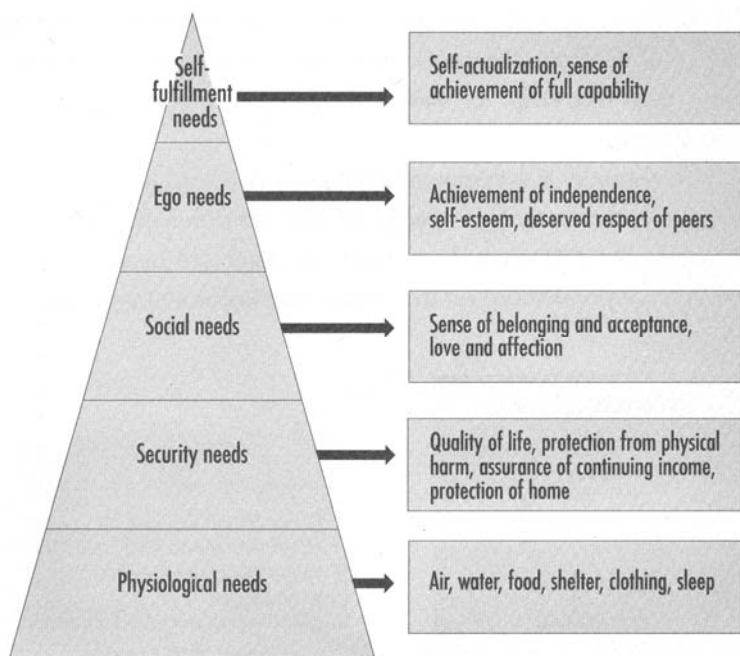 Self-
fulfillment
needs
Self-actualization, sense of
achievement of full capability
Ego needs
Achievement of independence,
self-esteem, deserved respect of peers
Social needs
Sense of belonging and acceptance,
love and affection
Security needs
Quality of life, protection from physical
harm, assurance of continuing income,
protection of home
Physiological needs
Air, water, food, shelter, clothing, sleep